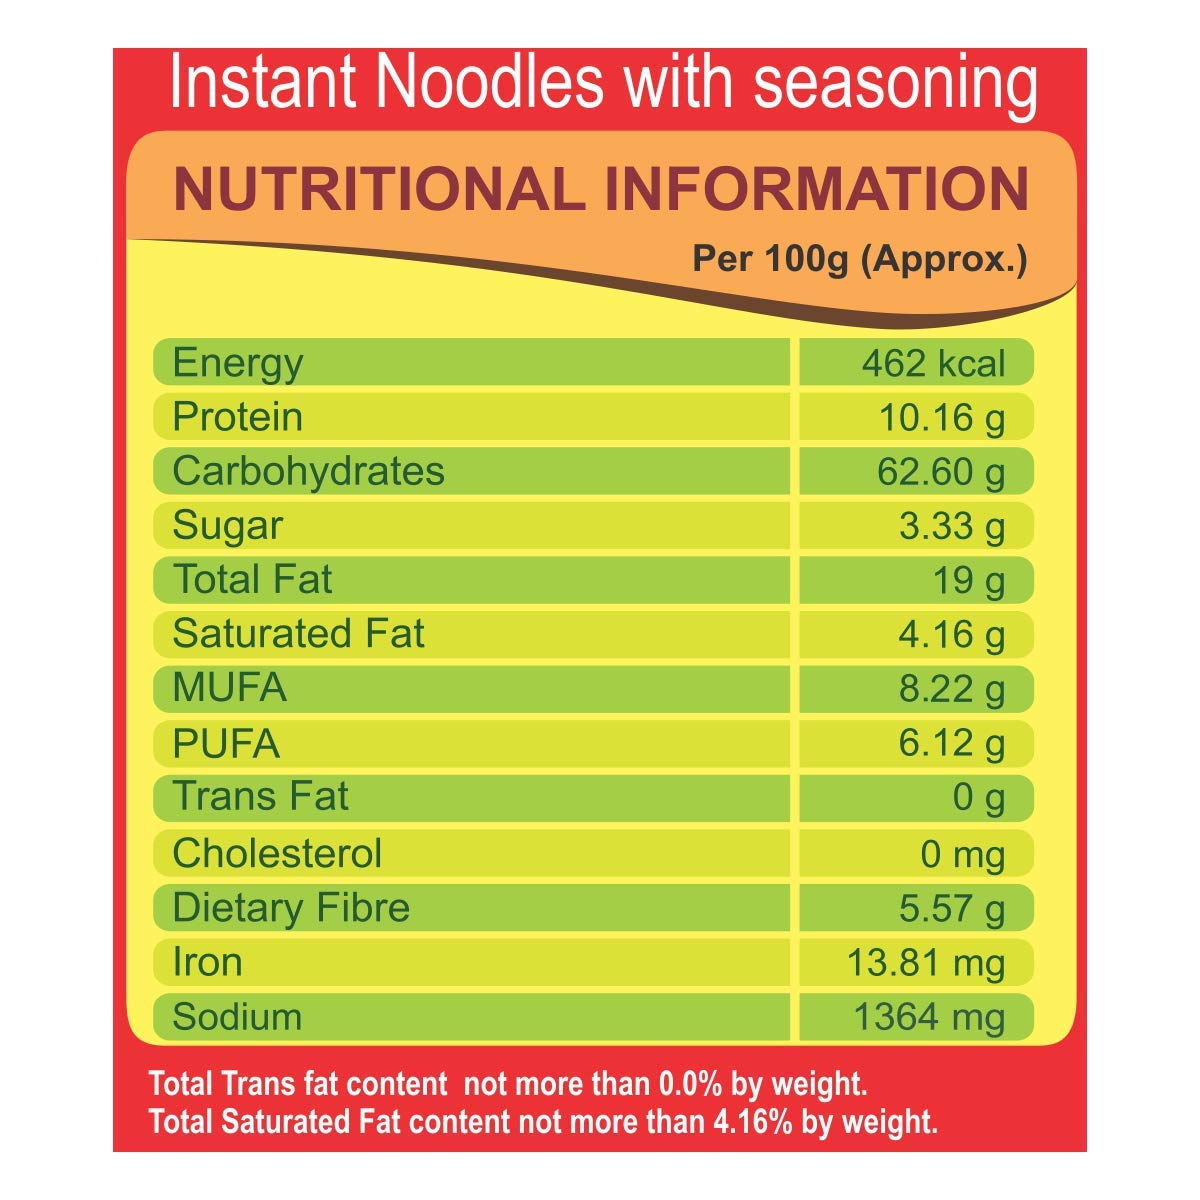 Instant Noodles with seasoning
NUTRITIONAL INFORMATION
Per 100g (Approx.)
Energy 462 kcal
Protein 10.16 g
Carbohydrates 62.60 g
Sugar 3.33 g
Total Fat 19 g
Saturated Fat 4.16 g
MUFA 8.22 g
PUFA 6.12 g
Trans Fat 0 g
Cholesterol 0 mg
Dietary Fibre 5.57 g
Iron 13.81 mg
Sodium 1364 mg
Total Trans fat content not more than 0.0% by weight.
Total Saturated Fat content not more than 4.16% by weight.